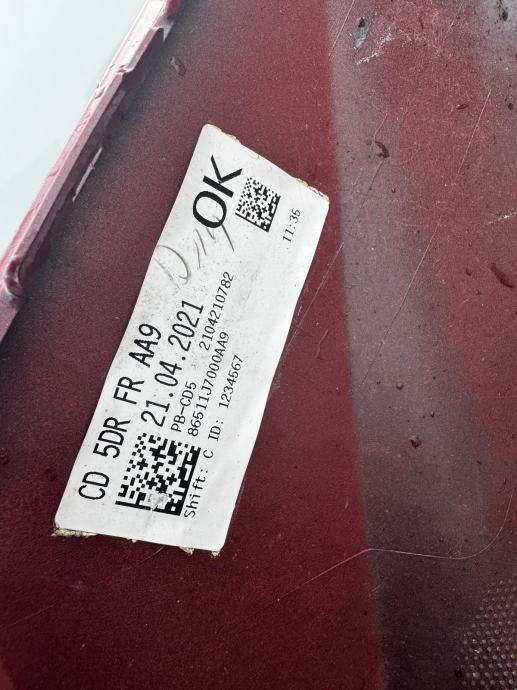 CD 5DR FR AA9
21.04.2021
PB-CD5 2104210782
86511J7000AA9
Shift: C ID: 1234567
OK
11:36